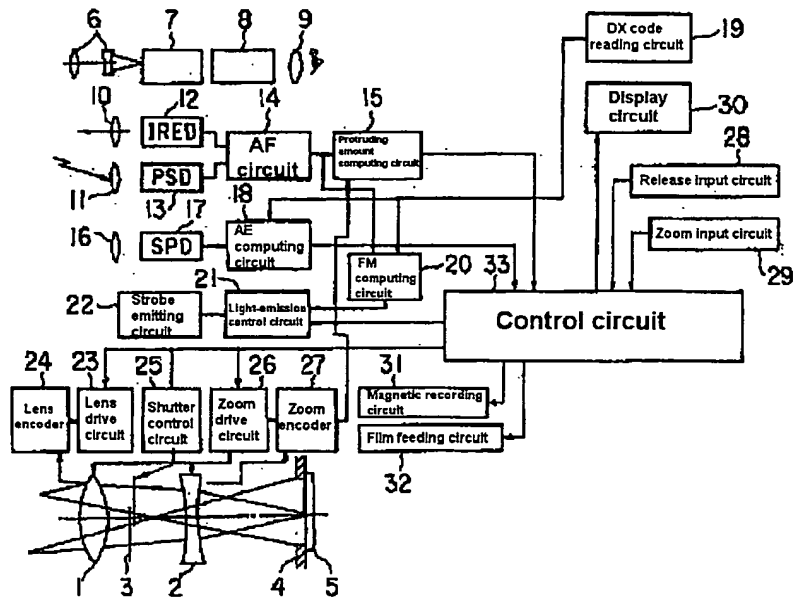 6
7
8
9
DX code
reading circuit
19
10
12
14
15
Display
circuit
30
IRED
AF
circuit
Protruding
amount
computing circuit
28
PSD
Release input circuit
11
13
17
18
16
SPD
AE
computing
circuit
Zoom input circuit
29
FM
computing
circuit
20
33
21
22
Strobe
emitting
circuit
Light-emission
control circuit
Control circuit
24
23
25
26
27
31
Lens
encoder
Lens
drive
circuit
Shutter
control
circuit
Zoom
drive
circuit
Zoom
encoder
Magnetic recording
circuit
Film feeding circuit
32
1
3
2
4
5